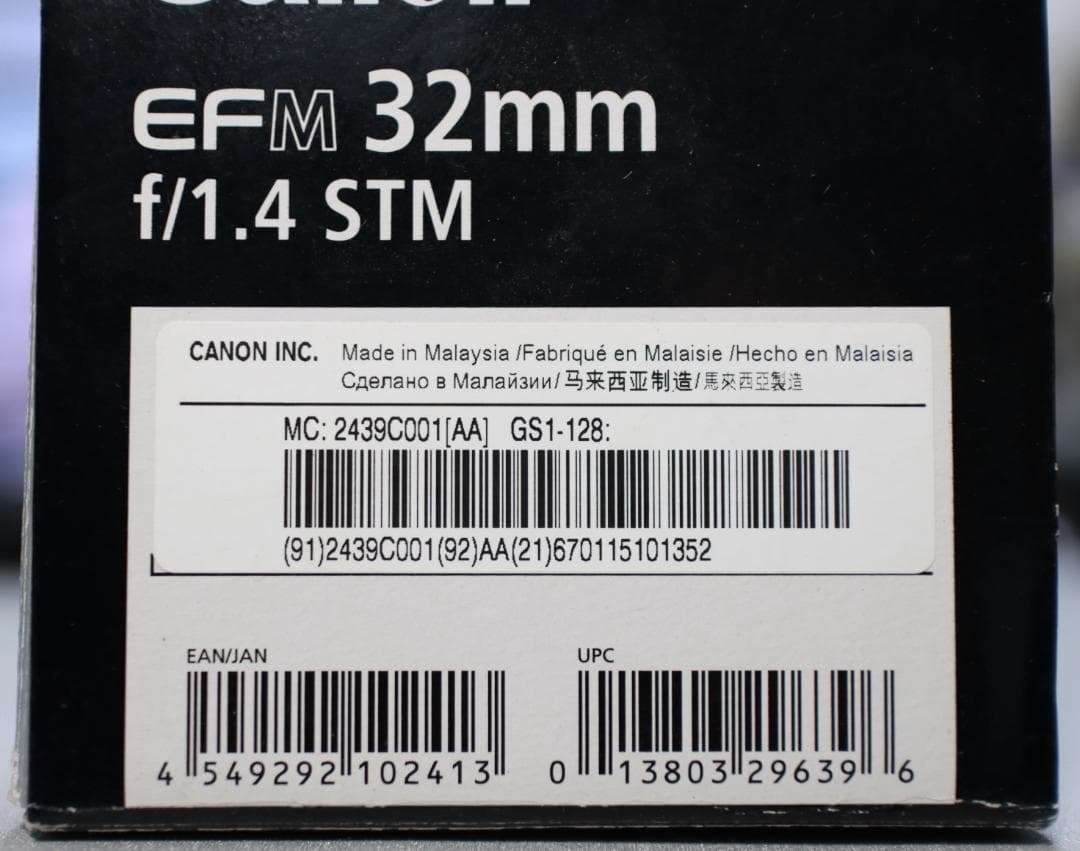 Canon
EFM 32mm
f/1.4 STM
CANON INC. Made in Malaysia /Fabriqué en Malaisie /Hecho en Malaisia
Сделано в Малайзии/ 马来西亚制造/ 馬來西亞製造
MC: 2439C001[AA] GS1-128:
(91)2439C001(92)AA(21)670115101352
EAN/JAN UPC
4 549292 102413 0 13803 29639 6